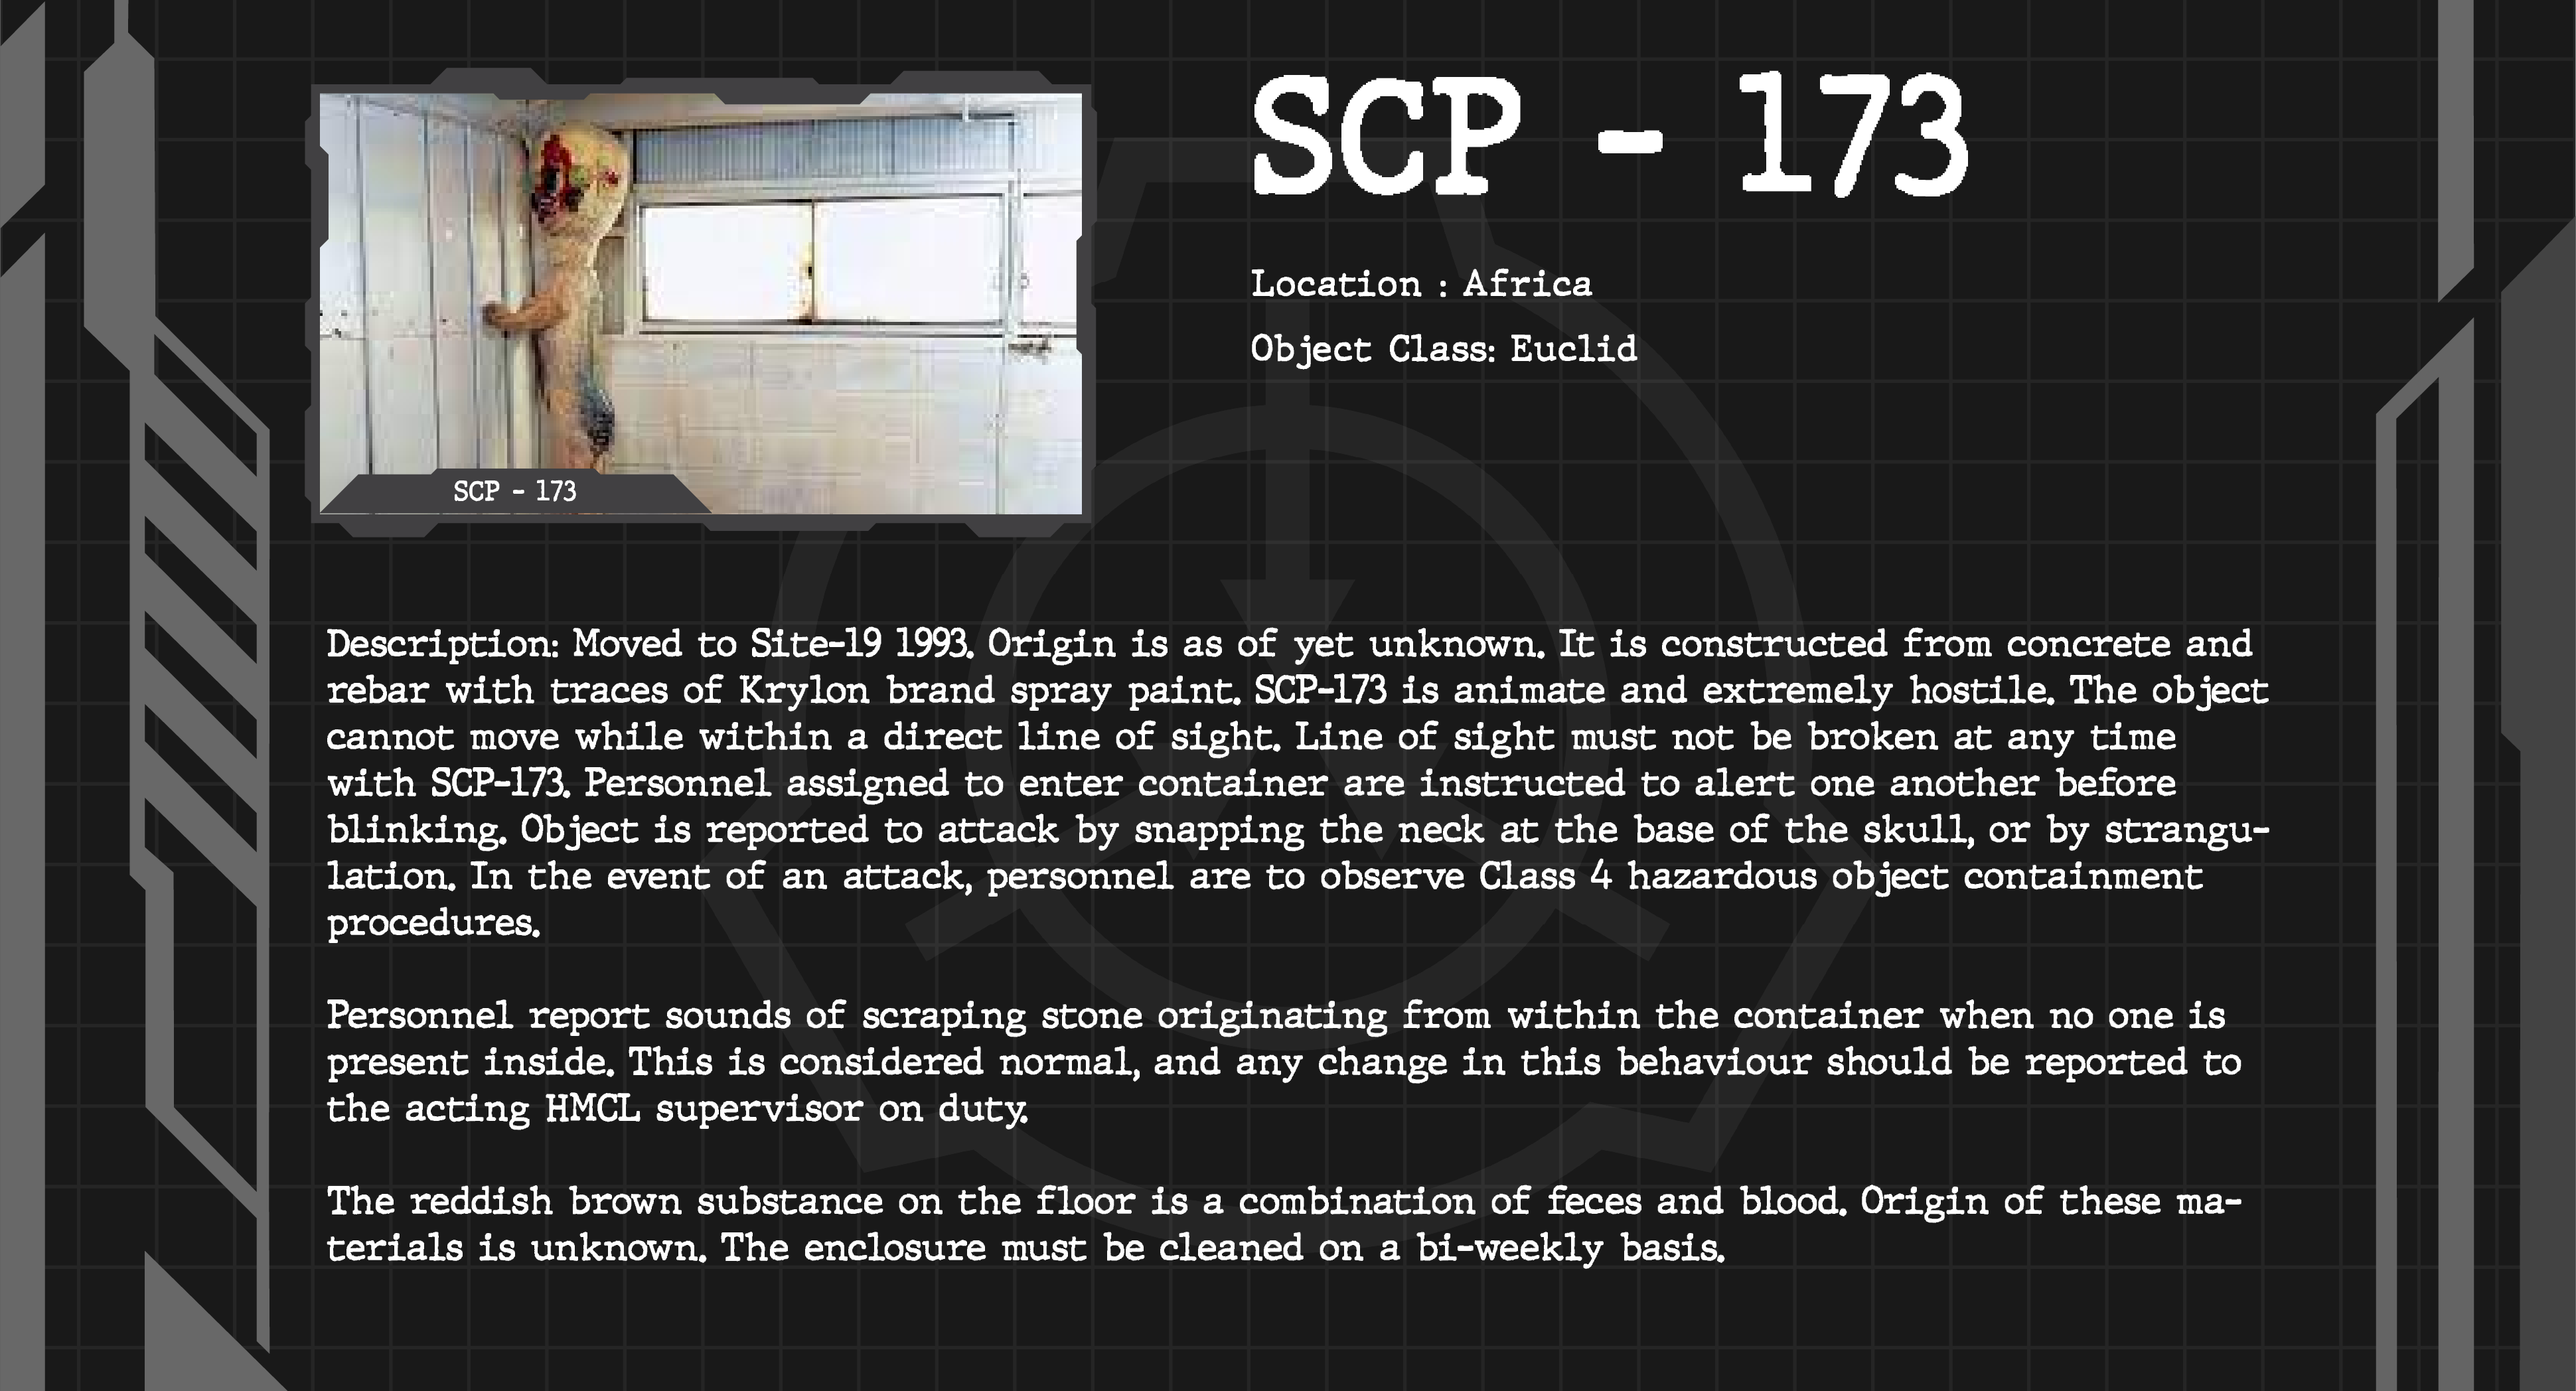 SCP - 173
Location : Africa
Object Class: Euclid
SCP - 173
Description: Moved to Site-19 1993. Origin is as of yet unknown. It is constructed from concrete and
rebar with traces of Krylon brand spray paint. SCP-173 is animate and extremely hostile. The object
cannot move while within a direct line of sight. Line of sight must not be broken at any time
with SCP-173. Personnel assigned to enter container are instructed to alert one another before
blinking. Object is reported to attack by snapping the neck at the base of the skull, or by strangu-
lation. In the event of an attack, personnel are to observe Class 4 hazardous object containment
procedures.
Personnel report sounds of scraping stone originating from within the container when no one is
present inside. This is considered normal, and any change in this behaviour should be reported to
the acting HMCL supervisor on duty.
The reddish brown substance on the floor is a combination of feces and blood. Origin of these ma-
terials is unknown. The enclosure must be cleaned on a bi-weekly basis.